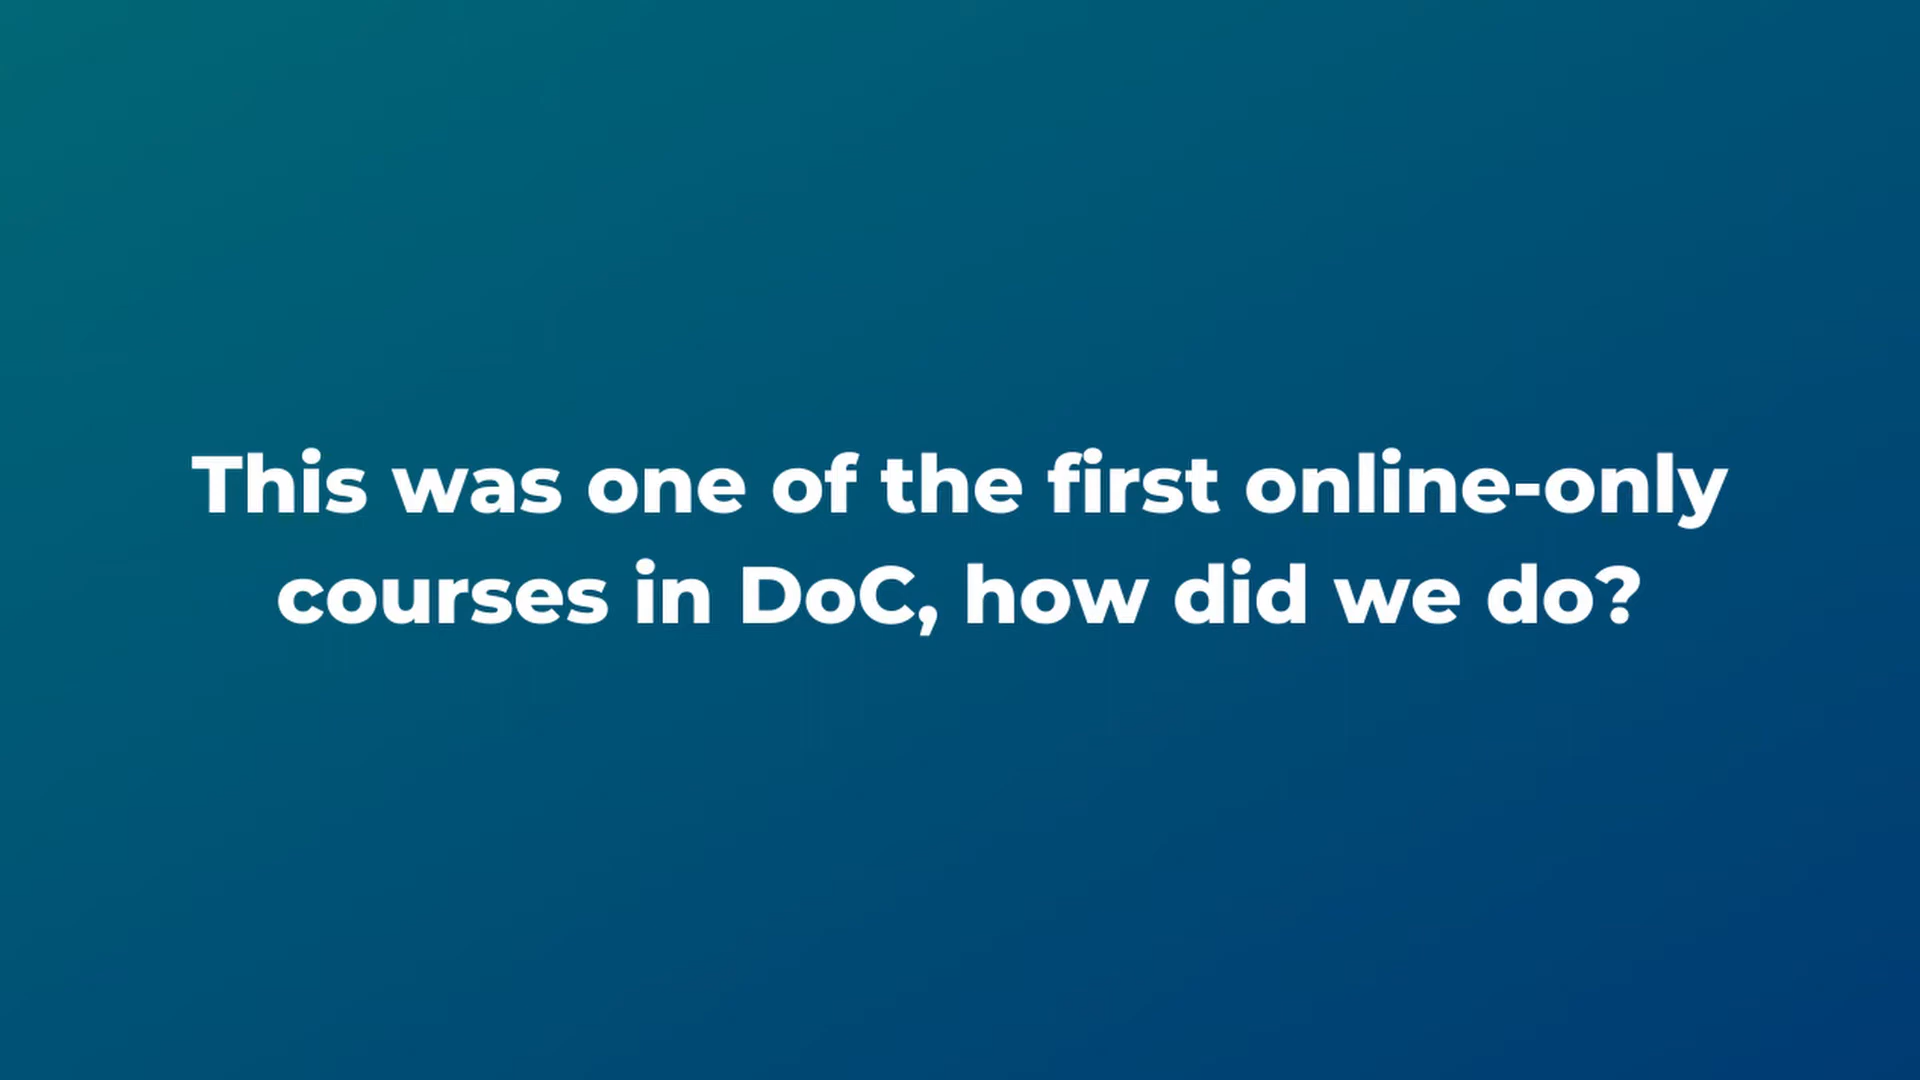 This was one of the first online-only
courses in DoC, how did we do?